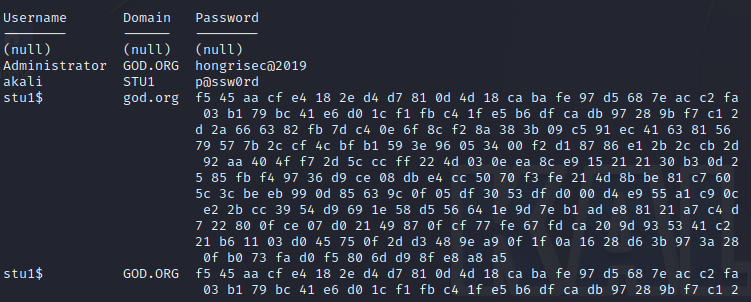 Username Domain Password
-------- ------ --------
(null) (null) (null)
Administrator GOD.ORG hongrisec@2019
akali STU1 p@ssw0rd
stu1$ god.org f5 45 aa cf e4 18 2e d4 d7 81 0d 4d 18 ca ba fe 97 d5 68 7e ac c2 fa
03 b1 79 bc 41 e6 d0 1c f1 fb c4 1f e5 b6 df ca db 97 28 9b f7 c1 2
d 2a 66 63 82 fb 7d c4 0e 6f 8c f2 8a 38 3b 09 c5 91 ec 41 63 81 56
79 57 7b 2c cf 4c bf b1 59 3e 96 05 34 00 f2 d1 87 86 e1 2b 2c cb 2d
92 aa 40 4f f7 2d 5c cc ff 22 4d 03 0e ea 8c e9 15 21 21 30 b3 0d 2
5 85 fb f4 97 36 d9 ce 08 db e4 cc 50 70 f3 fe 21 4d 8b be 81 c7 60
5c 3c be eb 99 0d 85 63 9c 0f 05 df 30 53 df d0 00 d4 e9 55 a1 c9 0c
e2 2b cc 39 54 d9 69 1e 58 d5 56 64 1e 9d 7e b1 ad e8 81 21 a7 c4 d
7 22 80 0f ce 07 d0 21 49 87 0f cf 77 fe 67 fd ca 20 9d 93 53 41 c2
21 b6 11 03 d0 45 75 0f 2d d3 48 9e a9 0f 1f 0a 16 28 d6 3b 97 3a 28
0f b0 73 fa d0 f5 80 6d d9 8f e8 a8 a5
stu1$ GOD.ORG f5 45 aa cf e4 18 2e d4 d7 81 0d 4d 18 ca ba fe 97 d5 68 7e ac c2 fa
03 b1 79 bc 41 e6 d0 1c f1 fb c4 1f e5 b6 df ca db 97 28 9b f7 c1 2